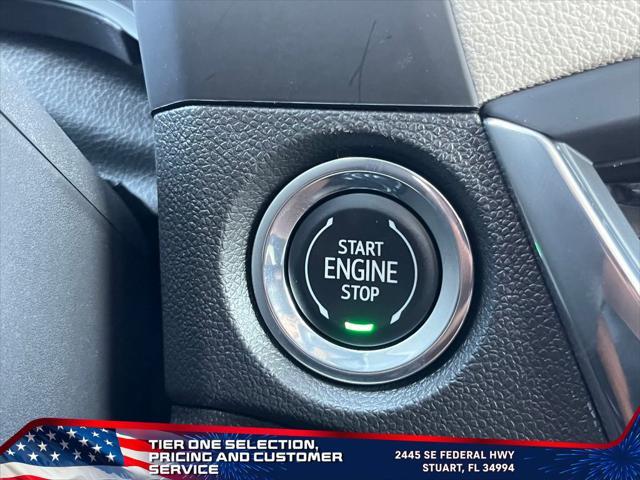 START
ENGINE
STOP
TIER ONE SELECTION,
PRICING AND CUSTOMER
SERVICE
2445 SE FEDERAL HWY
STUART, FL 34994